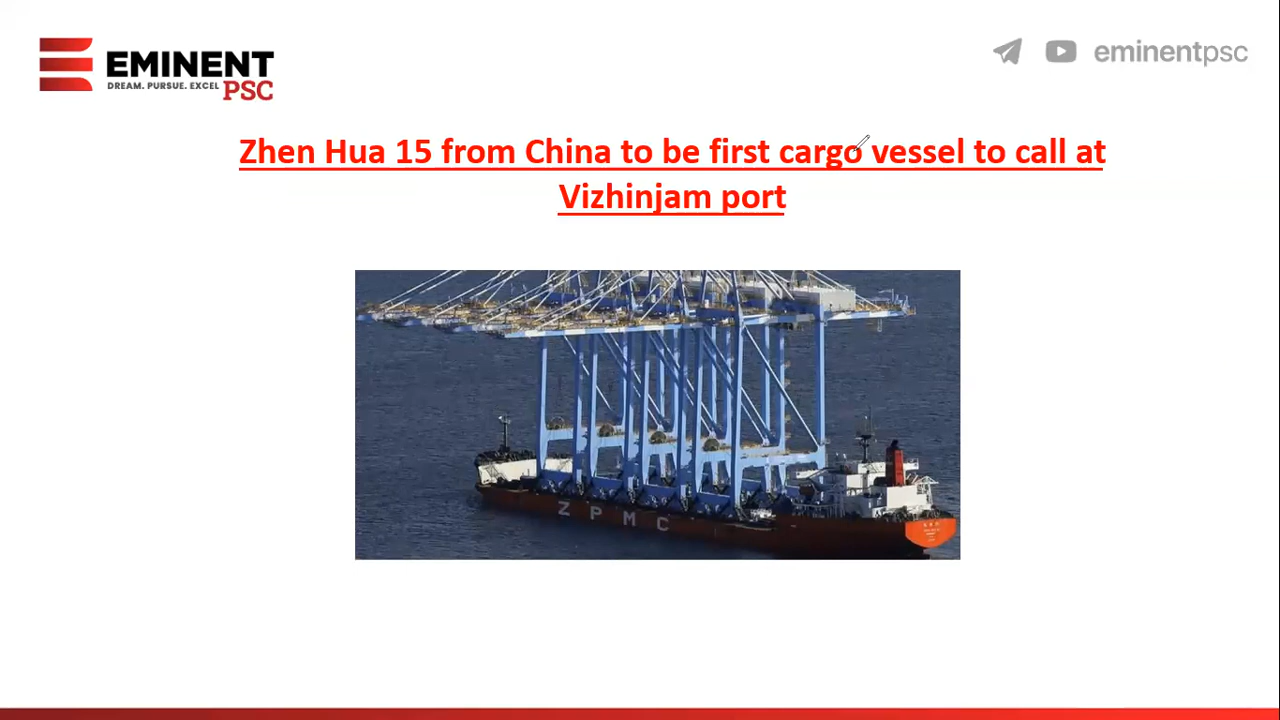 EMINENT
DREAM. PURSUE. EXCEL
PSC
eminentpsc
Zhen Hua 15 from China to be first cargo vessel to call at
Vizhinjam port
ZPMC